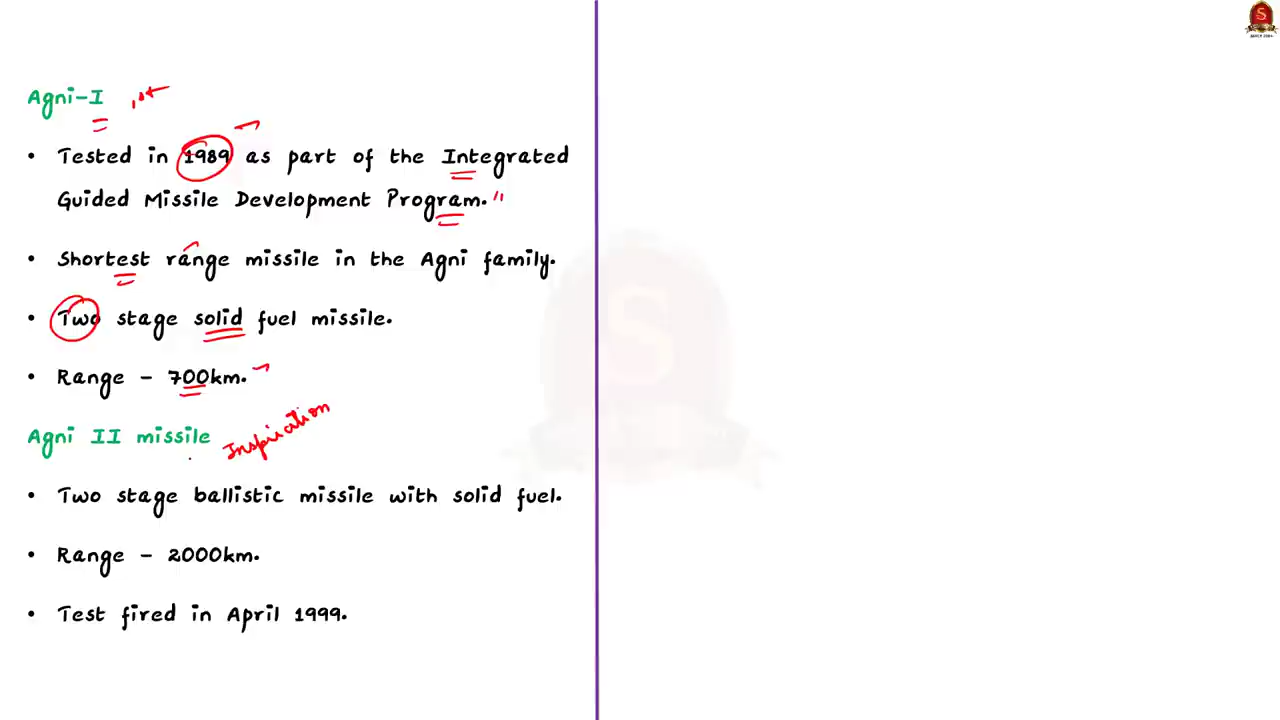 Agni-I 1st
• Tested in 1989 as part of the Integrated
Guided Missile Development Program."
• Shortest range missile in the Agni family.
• Two stage solid fuel missile.
• Range - 700km.
Agni II missile Inspiration
• Two stage ballistic missile with solid fuel.
• Range - 2000km.
• Test fired in April 1999.
S